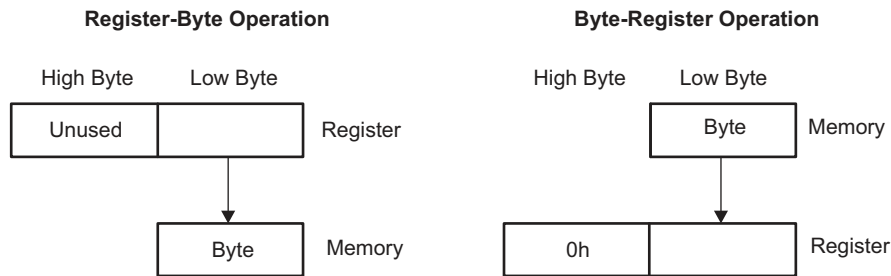 Register-Byte Operation
High Byte Low Byte
Unused
Register
Byte
Memory
Byte-Register Operation
High Byte Low Byte
Byte
Memory
0h
Register